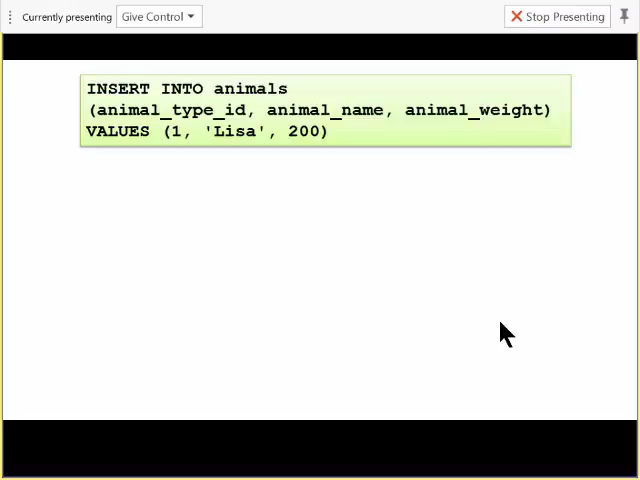 Currently presenting
Give Control
Stop Presenting
INSERT INTO animals
(animal_type_id, animal_name, animal_weight)
VALUES (1, 'Lisa', 200)